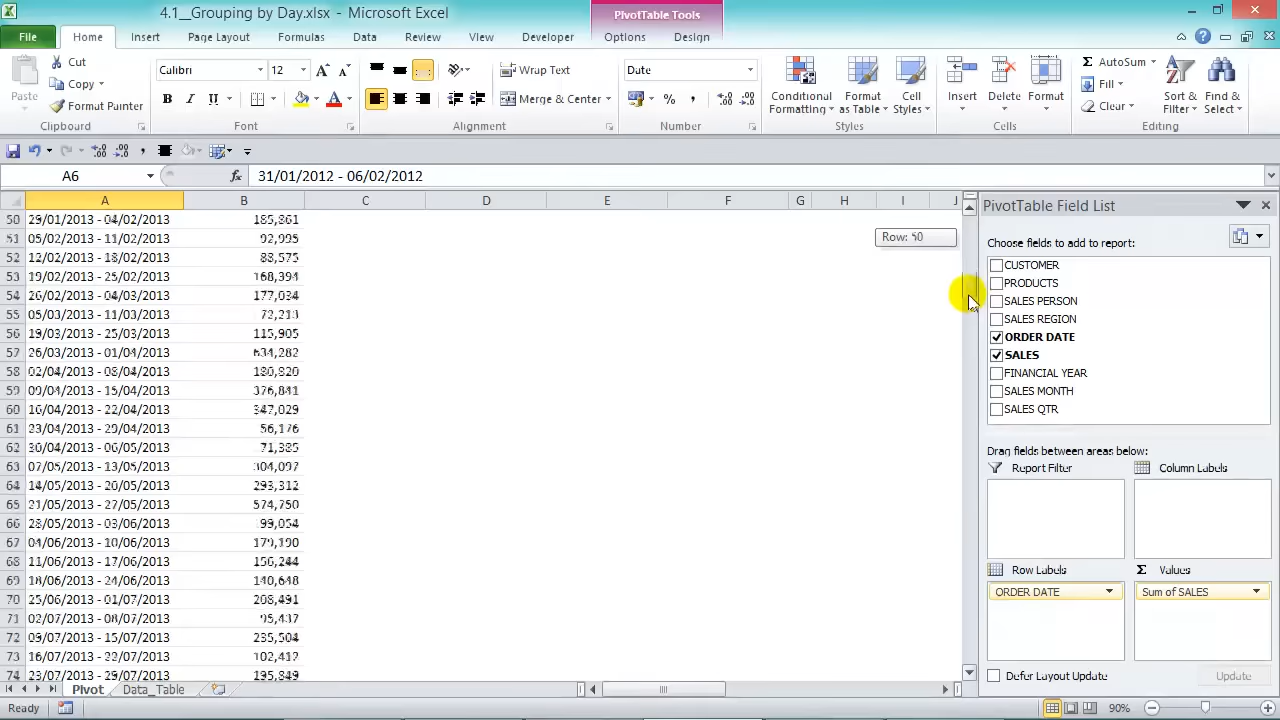 4.1__Grouping by Day.xlsx - Microsoft Excel
PivotTable Tools
File Home Insert Page Layout Formulas Data Review View Developer Options Design
Paste
Cut
Copy
Format Painter
Clipboard
Calibri 12
B I U A
Font
Wrap Text
Merge & Center
Alignment
Date
%
Number
Conditional Formatting
Format as Table
Cell Styles
Styles
Insert Delete Format
Cells
AutoSum
Fill
Clear
Sort & Filter
Find & Select
Editing
A6 fx 31/01/2012 - 06/02/2012
A B C D E F G H I J
50 29/01/2013 - 04/02/2013
51 05/02/2013 - 11/02/2013 92,995
52 12/02/2013 - 18/02/2013 88,575
53 19/02/2013 - 25/02/2013 168,394
54 26/02/2013 - 04/03/2013 177,034
55 05/03/2013 - 11/03/2013 72,213
56 12/03/2013 - 18/03/2013
57 26/03/2013 - 01/04/2013
58 02/04/2013 - 08/04/2013
59 09/04/2013 - 15/04/2013 376,841
60 16/04/2013 - 22/04/2013 347,029
61 23/04/2013 - 29/04/2013 56,176
62 30/04/2013 - 06/05/2013 71,385
63 07/05/2013 - 13/05/2013 304,097
64 14/05/2013 - 20/05/2013 293,312
65 21/05/2013 - 27/05/2013 574,750
66 28/05/2013 - 03/06/2013 99,054
67 04/06/2013 - 10/06/2013 179,190
68 11/06/2013 - 17/06/2013 156,244
69 18/06/2013 - 24/06/2013 140,648
70 25/06/2013 - 01/07/2013 208,491
71 02/07/2013 - 08/07/2013 95,437
72 09/07/2013 - 15/07/2013 235,504
73 16/07/2013 - 22/07/2013 102,412
74 23/07/2013 - 29/07/2013 195,849
Row: 50
PivotTable Field List
Choose fields to add to report:
CUSTOMER
PRODUCTS
SALES PERSON
SALES REGION
ORDER DATE
SALES
FINANCIAL YEAR
SALES MONTH
SALES QTR
Drag fields between areas below:
Report Filter Column Labels
Row Labels Σ Values
ORDER DATE Sum of SALES
Defer Layout Update Update
Pivot Data_Table
Ready 90%